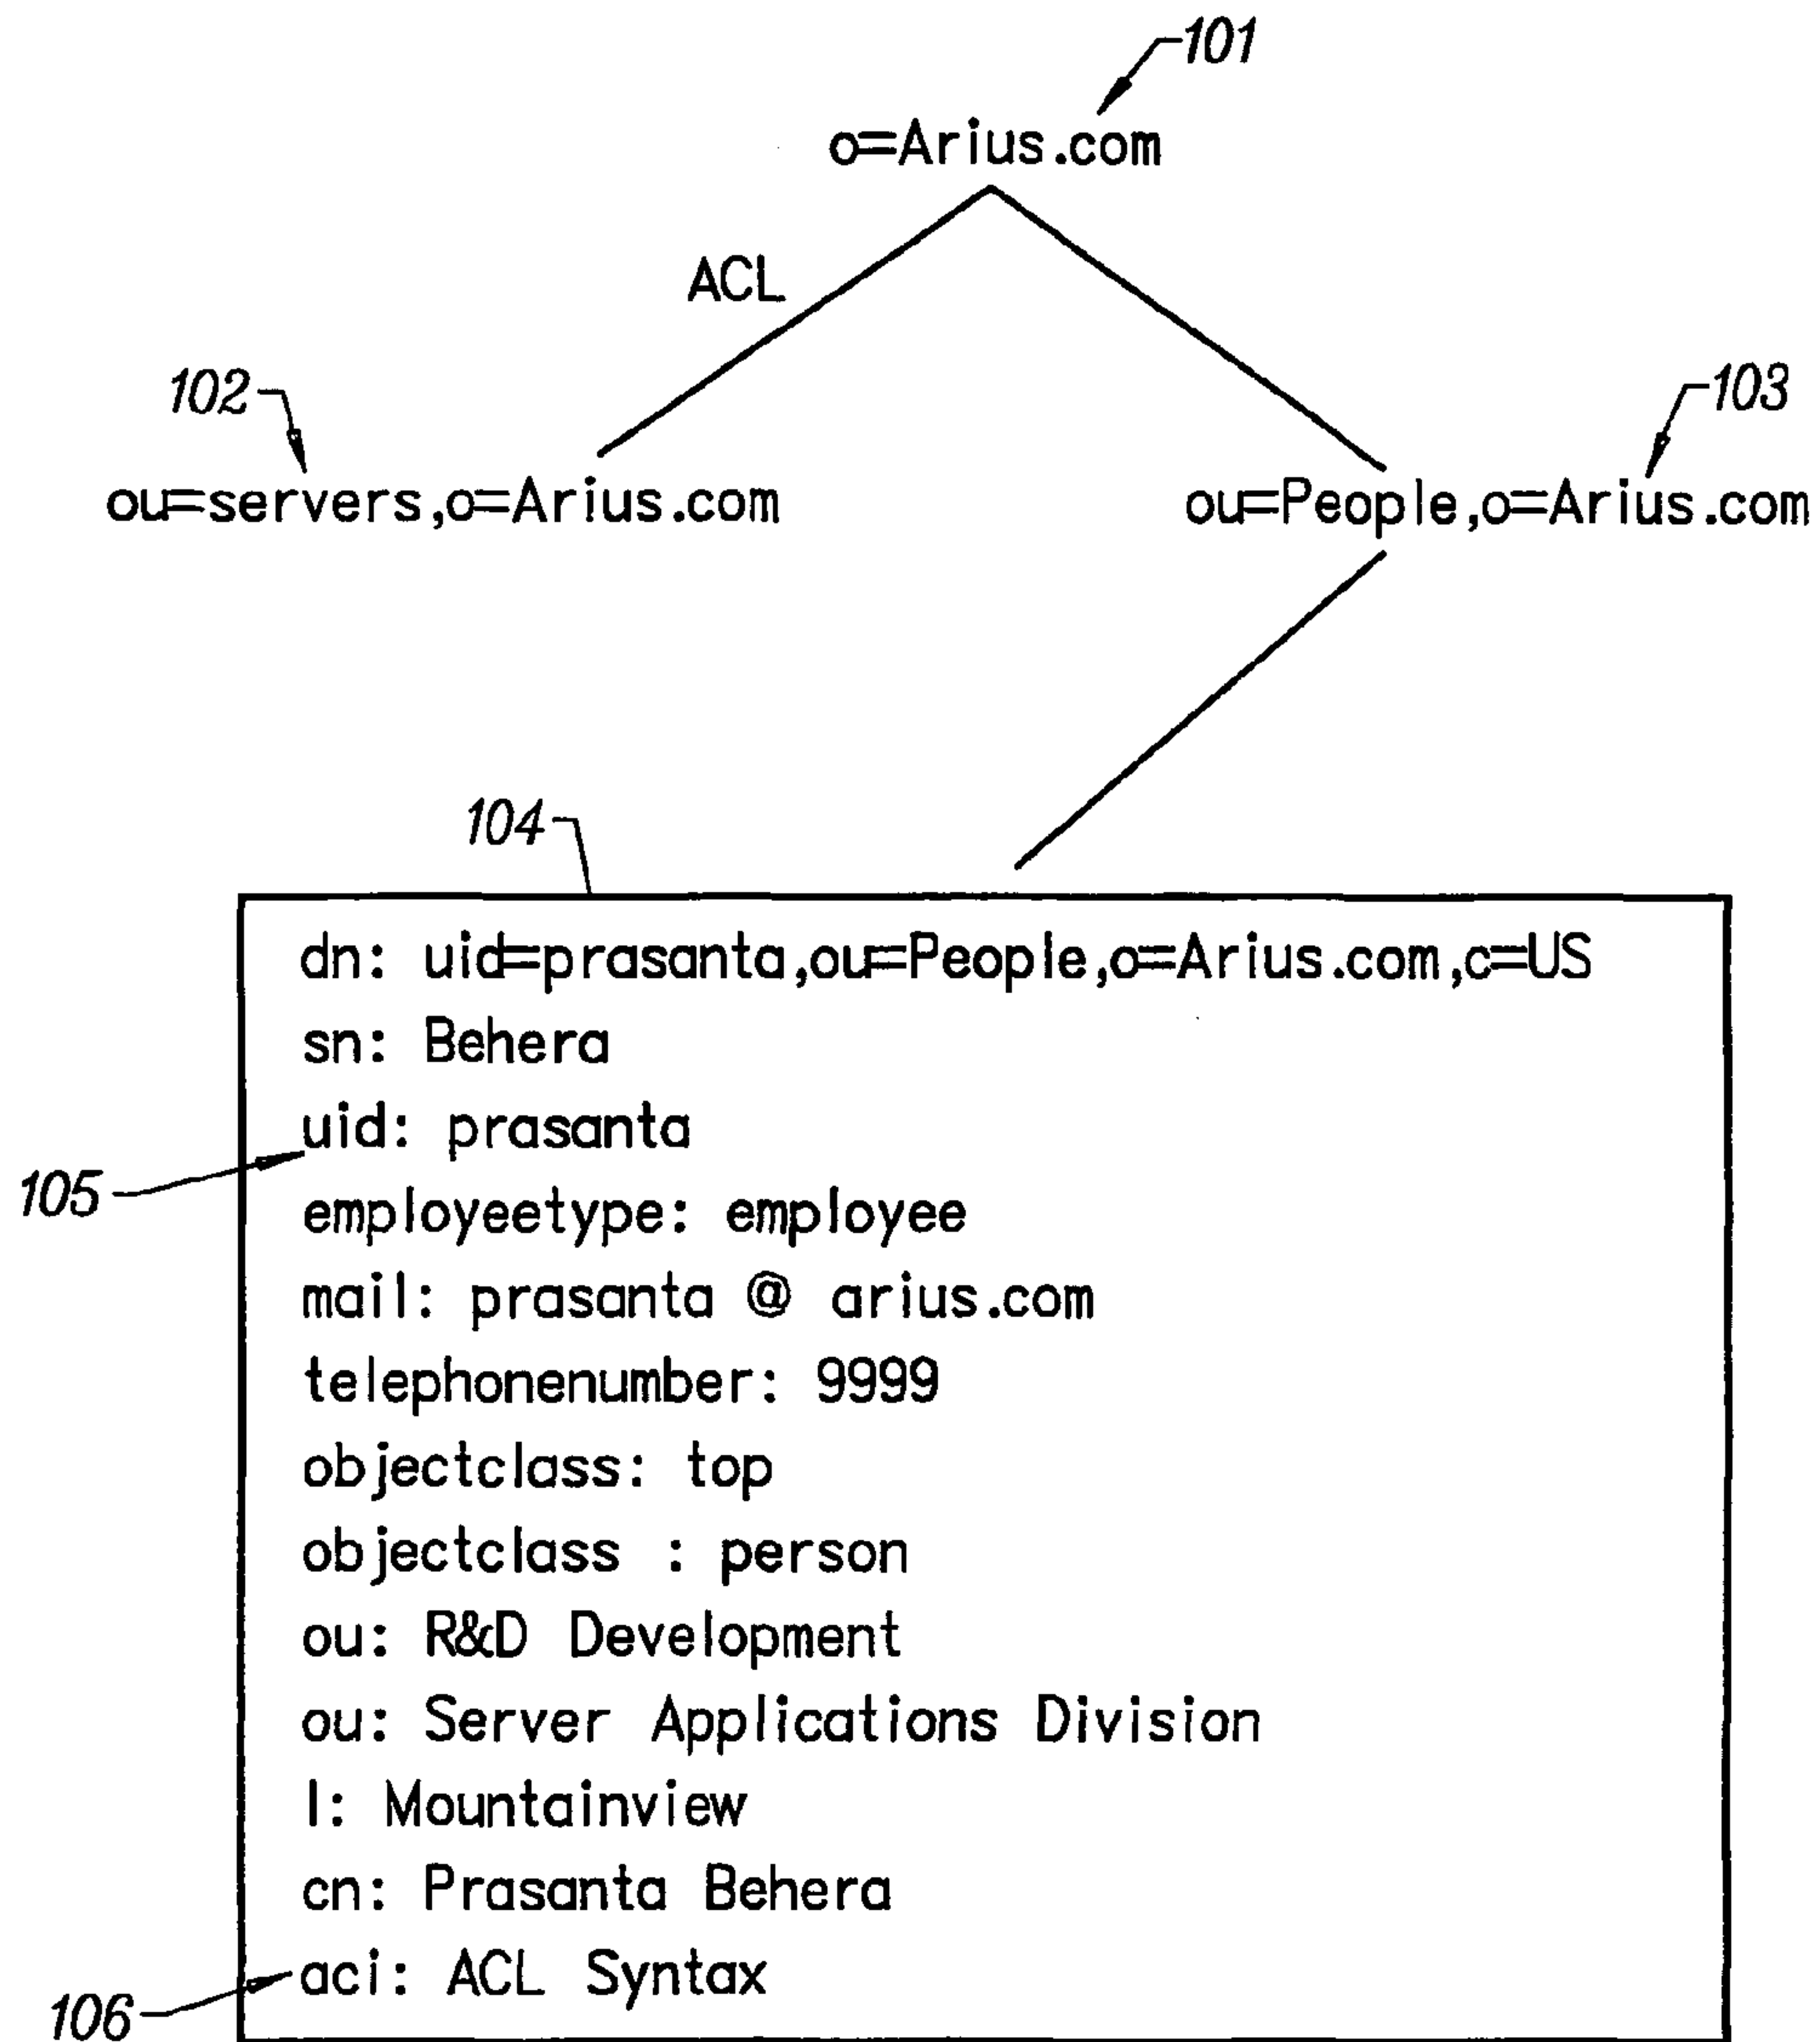 101
o=Arius.com
ACL
102
103
ou=servers,o=Arius.com
ou=People,o=Arius.com
104
dn: uid=prasanta,ou=People,o=Arius.com,c=US
sn: Behera
uid: prasanta
105
employeetype: employee
mail: prasanta @ arius.com
telephonenumber: 9999
objectclass: top
objectclass : person
ou: R&D Development
ou: Server Applications Division
l: Mountainview
cn: Prasanta Behera
aci: ACL Syntax
106